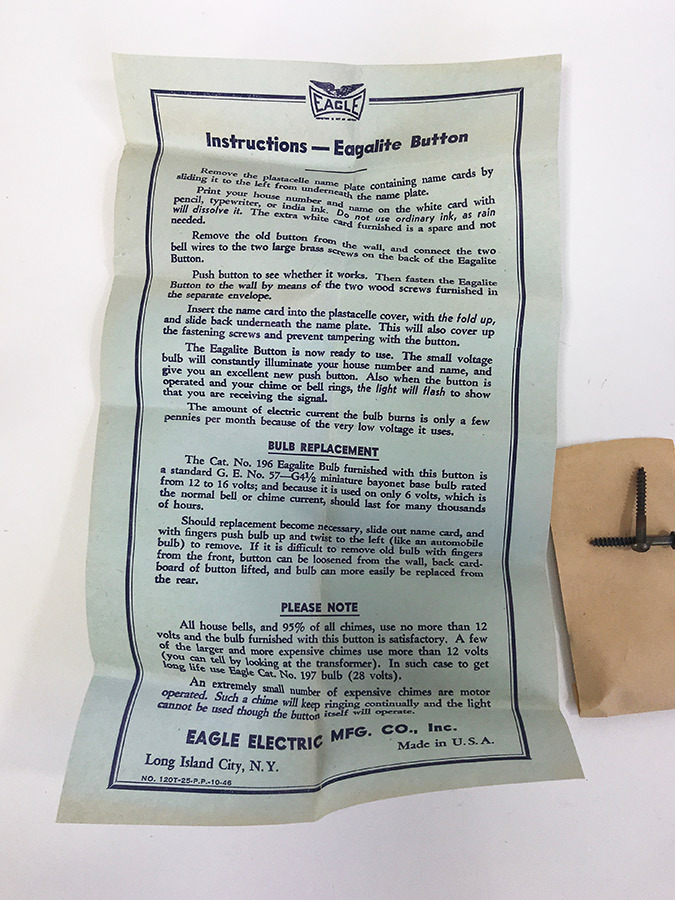 EAGLE
Instructions — Eagalite Button
Remove the plastacelle name plate containing name cards by
sliding it to the left from underneath the name plate.
Print your house number and name on the white card with
pencil, typewriter, or india ink. Do not use ordinary ink, as rain
will dissolve it. The extra white card furnished is a spare and not
needed.
Remove the old button from the wall, and connect the two
bell wires to the two large brass screws on the back of the Eagalite
Button.
Push button to see whether it works. Then fasten the Eagalite
Button to the wall by means of the two wood screws furnished in
the separate envelope.
Insert the name card into the plastacelle cover, with the fold up,
and slide back underneath the name plate. This will also cover up
the fastening screws and prevent tampering with the button.
The Eagalite Button is now ready to use. The small voltage
bulb will constantly illuminate your house number and name, and
give you an excellent new push button. Also when the button is
operated and your chime or bell rings, the light will flash to show
that you are receiving the signal.
The amount of electric current the bulb burns is only a few
pennies per month because of the very low voltage it uses.
BULB REPLACEMENT
The Cat. No. 196 Eagalite Bulb furnished with this button is
a standard G. E. No. 57—G4½ miniature bayonet base bulb rated
from 12 to 16 volts; and because it is used on only 6 volts, which is
the normal bell or chime current, should last for many thousands
of hours.
Should replacement become necessary, slide out name card, and
with fingers push bulb up and twist to the left (like an automobile
bulb) to remove. If it is difficult to remove old bulb with fingers
from the front, button can be loosened from the wall, back card-
board of button lifted, and bulb can more easily be replaced from
the rear.
PLEASE NOTE
All house bells, and 95% of all chimes, use no more than 12
volts and the bulb furnished with this button is satisfactory. A few
of the larger and more expensive chimes use more than 12 volts
(you can tell by looking at the transformer). In such case to get
long life use Eagle Cat. No. 197 bulb (28 volts).
An extremely small number of expensive chimes are motor
operated. Such a chime will keep ringing continually and the light
cannot be used though the button itself will operate.
EAGLE ELECTRIC MFG. CO., Inc.
Long Island City, N. Y. Made in U. S. A.
NO. 120T-25-P.P.-10-46